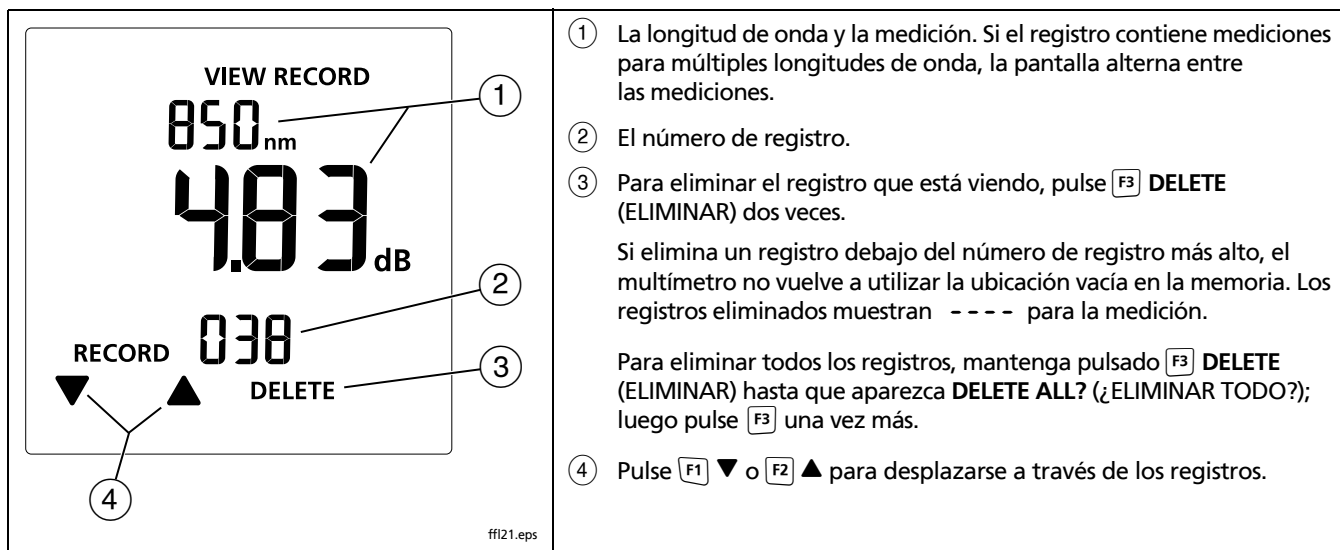 VIEW RECORD
850 nm
4.83 dB
038
RECORD
▼ ▲ DELETE
1
2
3
4
ffl21.eps
1 La longitud de onda y la medición. Si el registro contiene mediciones
para múltiples longitudes de onda, la pantalla alterna entre
las mediciones.
2 El número de registro.
3 Para eliminar el registro que está viendo, pulse F3 DELETE
(ELIMINAR) dos veces.
Si elimina un registro debajo del número de registro más alto, el
multímetro no vuelve a utilizar la ubicación vacía en la memoria. Los
registros eliminados muestran - - - - para la medición.
Para eliminar todos los registros, mantenga pulsado F3 DELETE
(ELIMINAR) hasta que aparezca DELETE ALL? (¿ELIMINAR TODO?);
luego pulse F3 una vez más.
4 Pulse F1 ▼ o F2 ▲ para desplazarse a través de los registros.